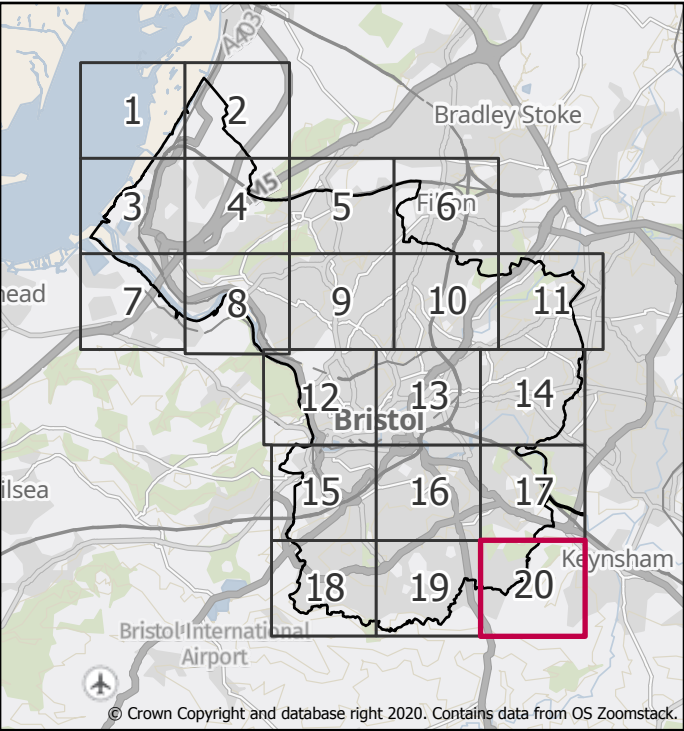 A403
Bradley Stoke
1
2
M5
3
4
5
6
Filton
head
7
8
9
10
11
12
13
14
Bristol
ilsea
15
16
17
Keynsham
18
19
20
Bristol International
Airport
© Crown Copyright and database right 2020. Contains data from OS Zoomstack.